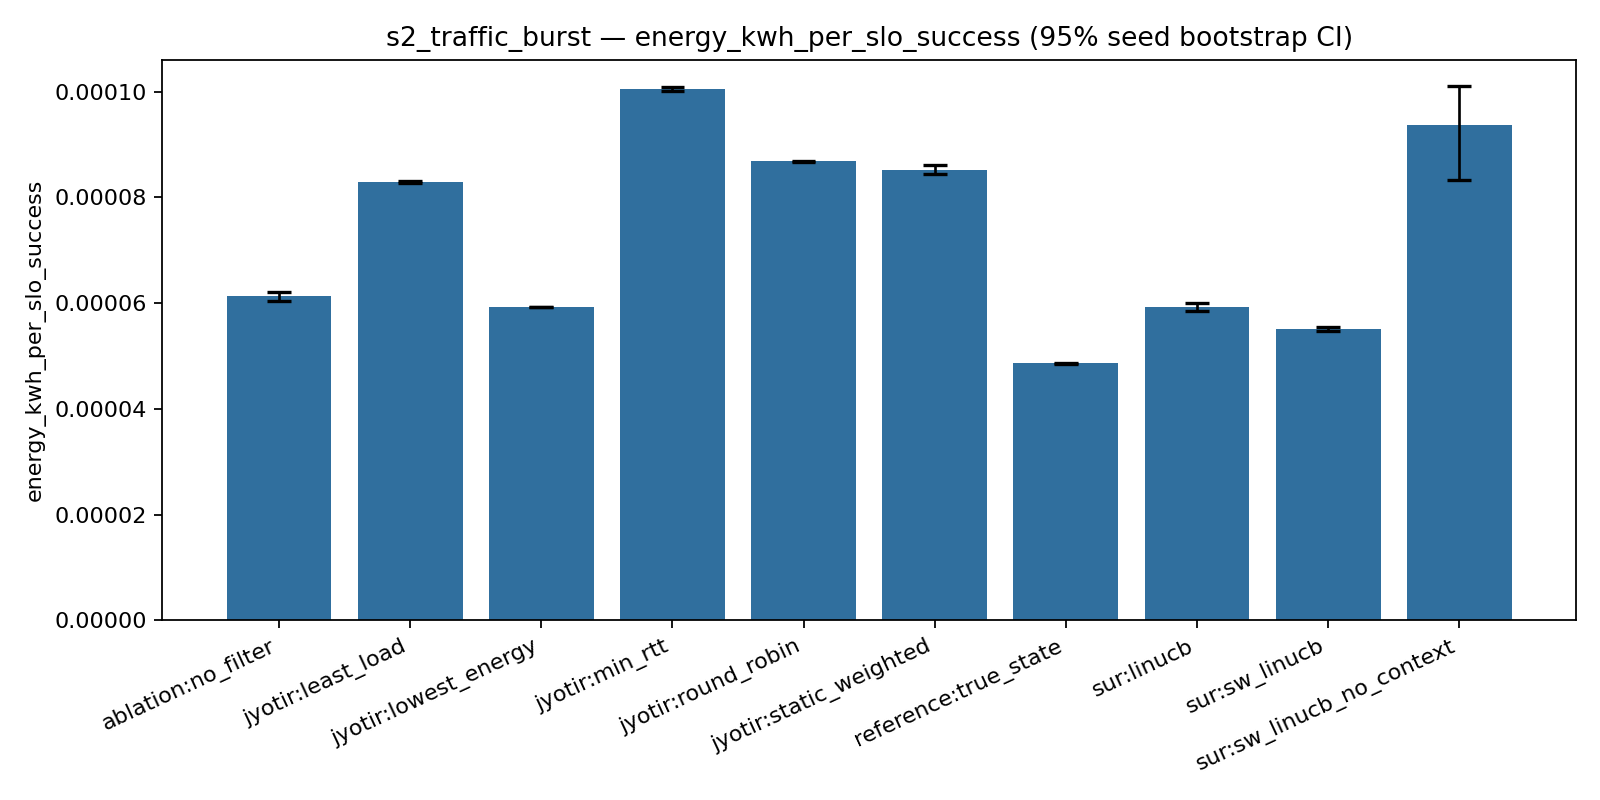 s2_traffic_burst — energy_kwh_per_slo_success (95% seed bootstrap CI)
energy_kwh_per_slo_success
0.00010
0.00008
0.00006
0.00004
0.00002
0.00000
ablation:no_filter
jyotir:least_load
jyotir:lowest_energy
jyotir:min_rtt
jyotir:round_robin
jyotir:static_weighted
reference:true_state
sur:linucb
sur:sw_linucb
sur:sw_linucb_no_context